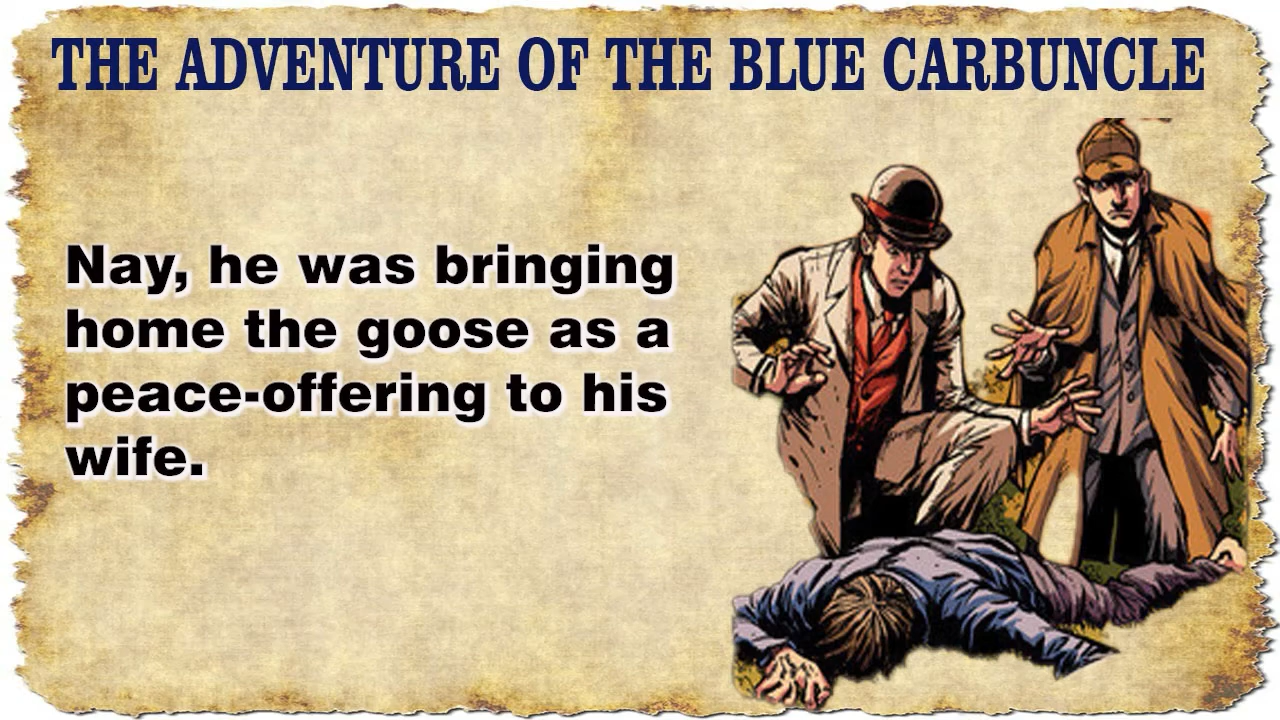 THE ADVENTURE OF THE BLUE CARBUNCLE
Nay, he was bringing
home the goose as a
peace-offering to his
wife.